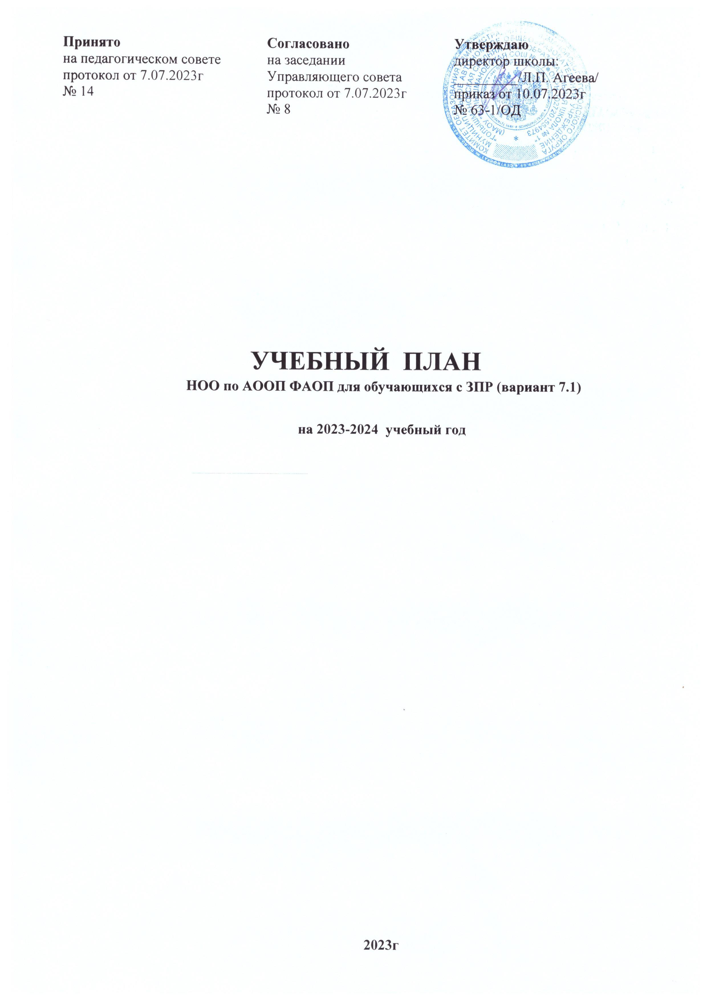 Принято
на педагогическом совете
протокол от 7.07.2023г
№ 14
Согласовано
на заседании
Управляющего совета
протокол от 7.07.2023г
№ 8
Утверждаю
директор школы:
/Л.П. Агеева/
приказ от 10.07.2023г
№ 63-1/ОД
УЧЕБНЫЙ ПЛАН
НОО по АООП ФАОП для обучающихся с ЗПР (вариант 7.1)
на 2023-2024 учебный год
2023г